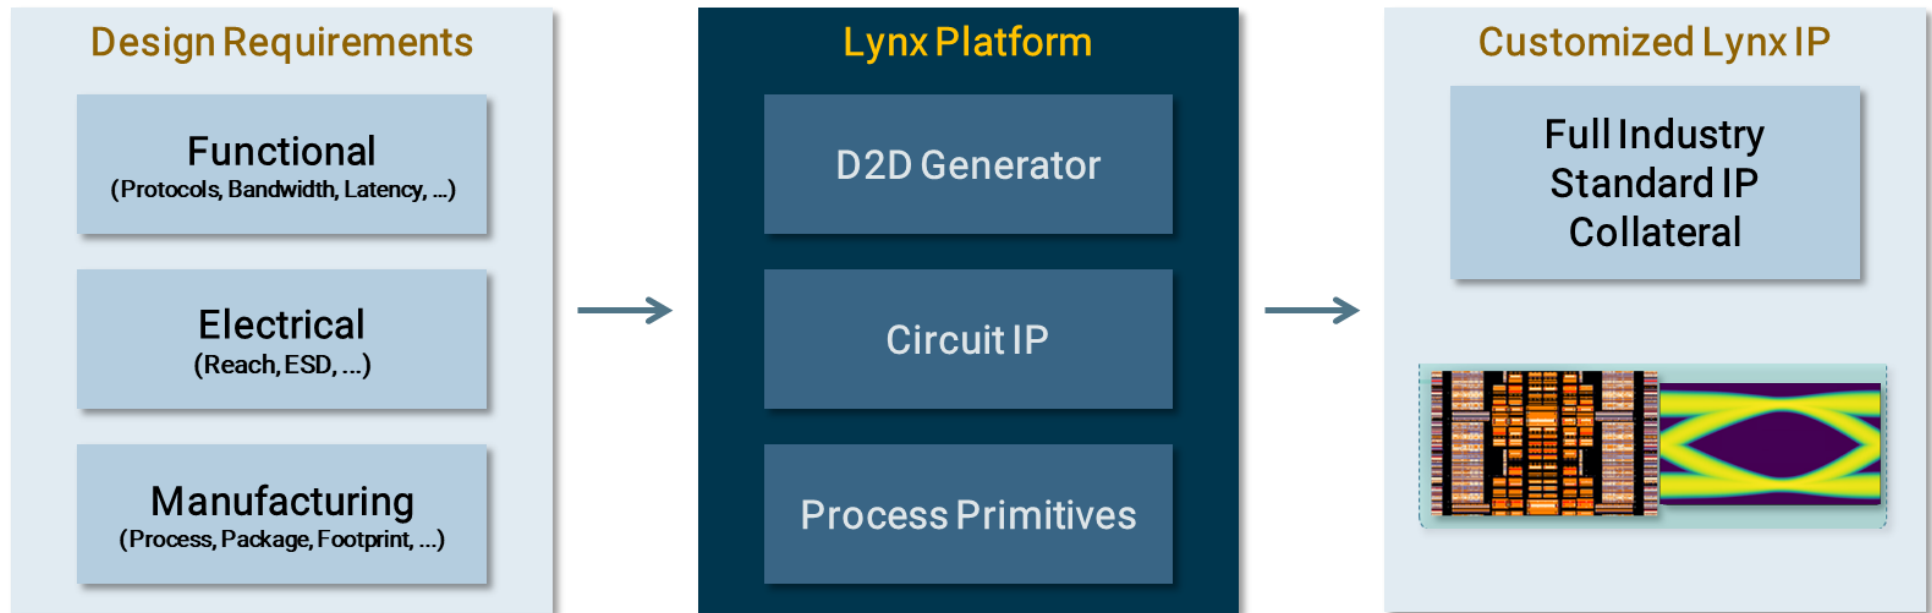 Design Requirements
Functional
(Protocols, Bandwidth, Latency, ...)
Electrical
(Reach, ESD, ...)
Manufacturing
(Process, Package, Footprint, ...)
Lynx Platform
D2D Generator
Circuit IP
Process Primitives
Customized Lynx IP
Full Industry
Standard IP
Collateral